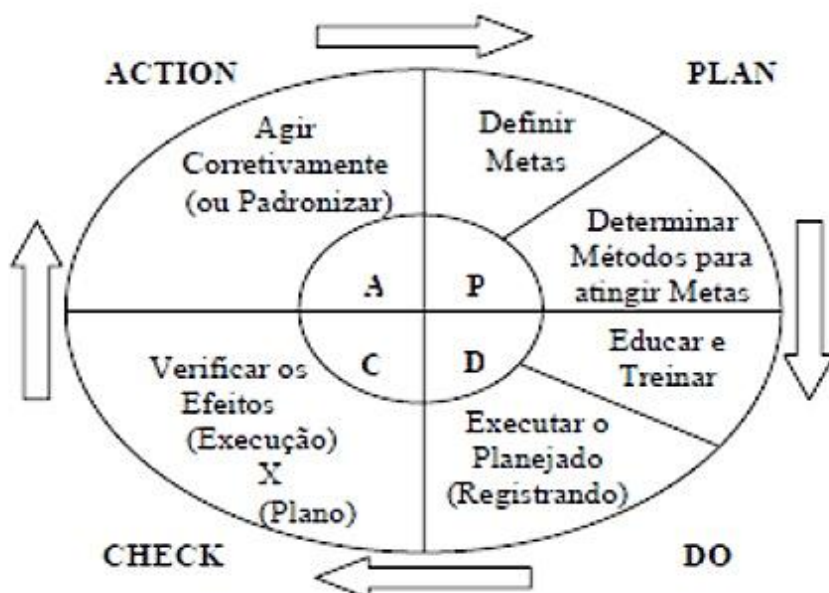 ACTION
PLAN
Agir
Corretivamente
(ou Padronizar)
Definir
Metas
Determinar
Métodos para
atingir Metas
A
P
C
D
Educar e
Treinar
Verificar os
Efeitos
(Execução)
X
(Plano)
Executar o
Planejado
(Registrando)
CHECK
DO